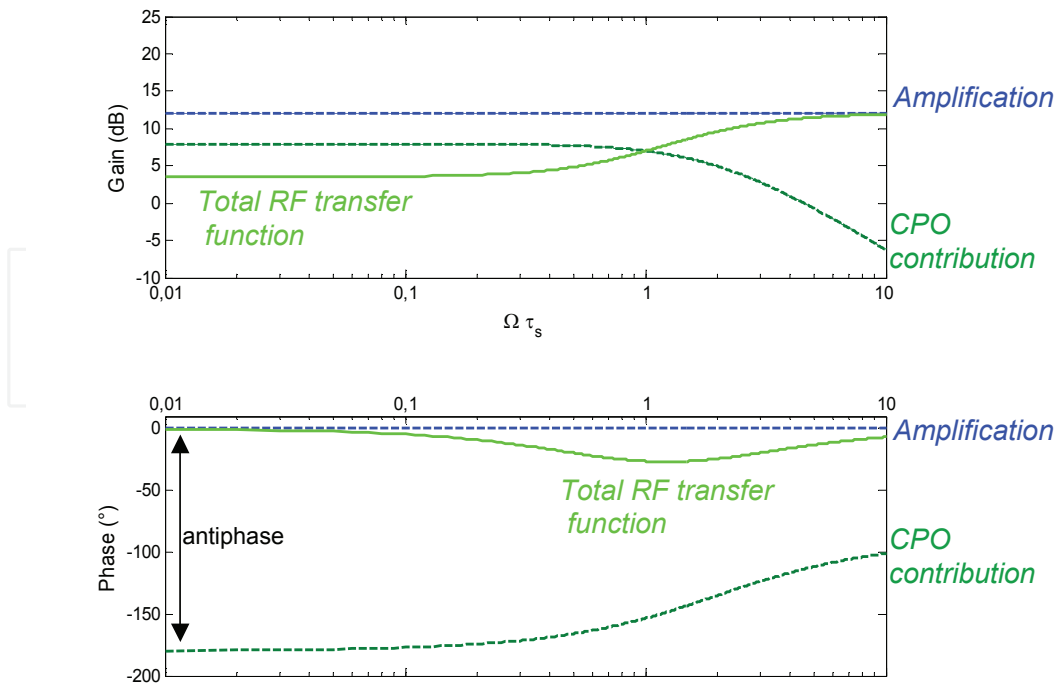 25
20
15
10
5
0
-5
-10
Gain (dB)
Amplification
Total RF transfer
function
CPO
contribution
0,01 0,1 1 10
Ω τs
0,01 0,1 1 10
0
-50
-100
-150
-200
Phase (°)
Amplification
Total RF transfer
function
antiphase
CPO
contribution